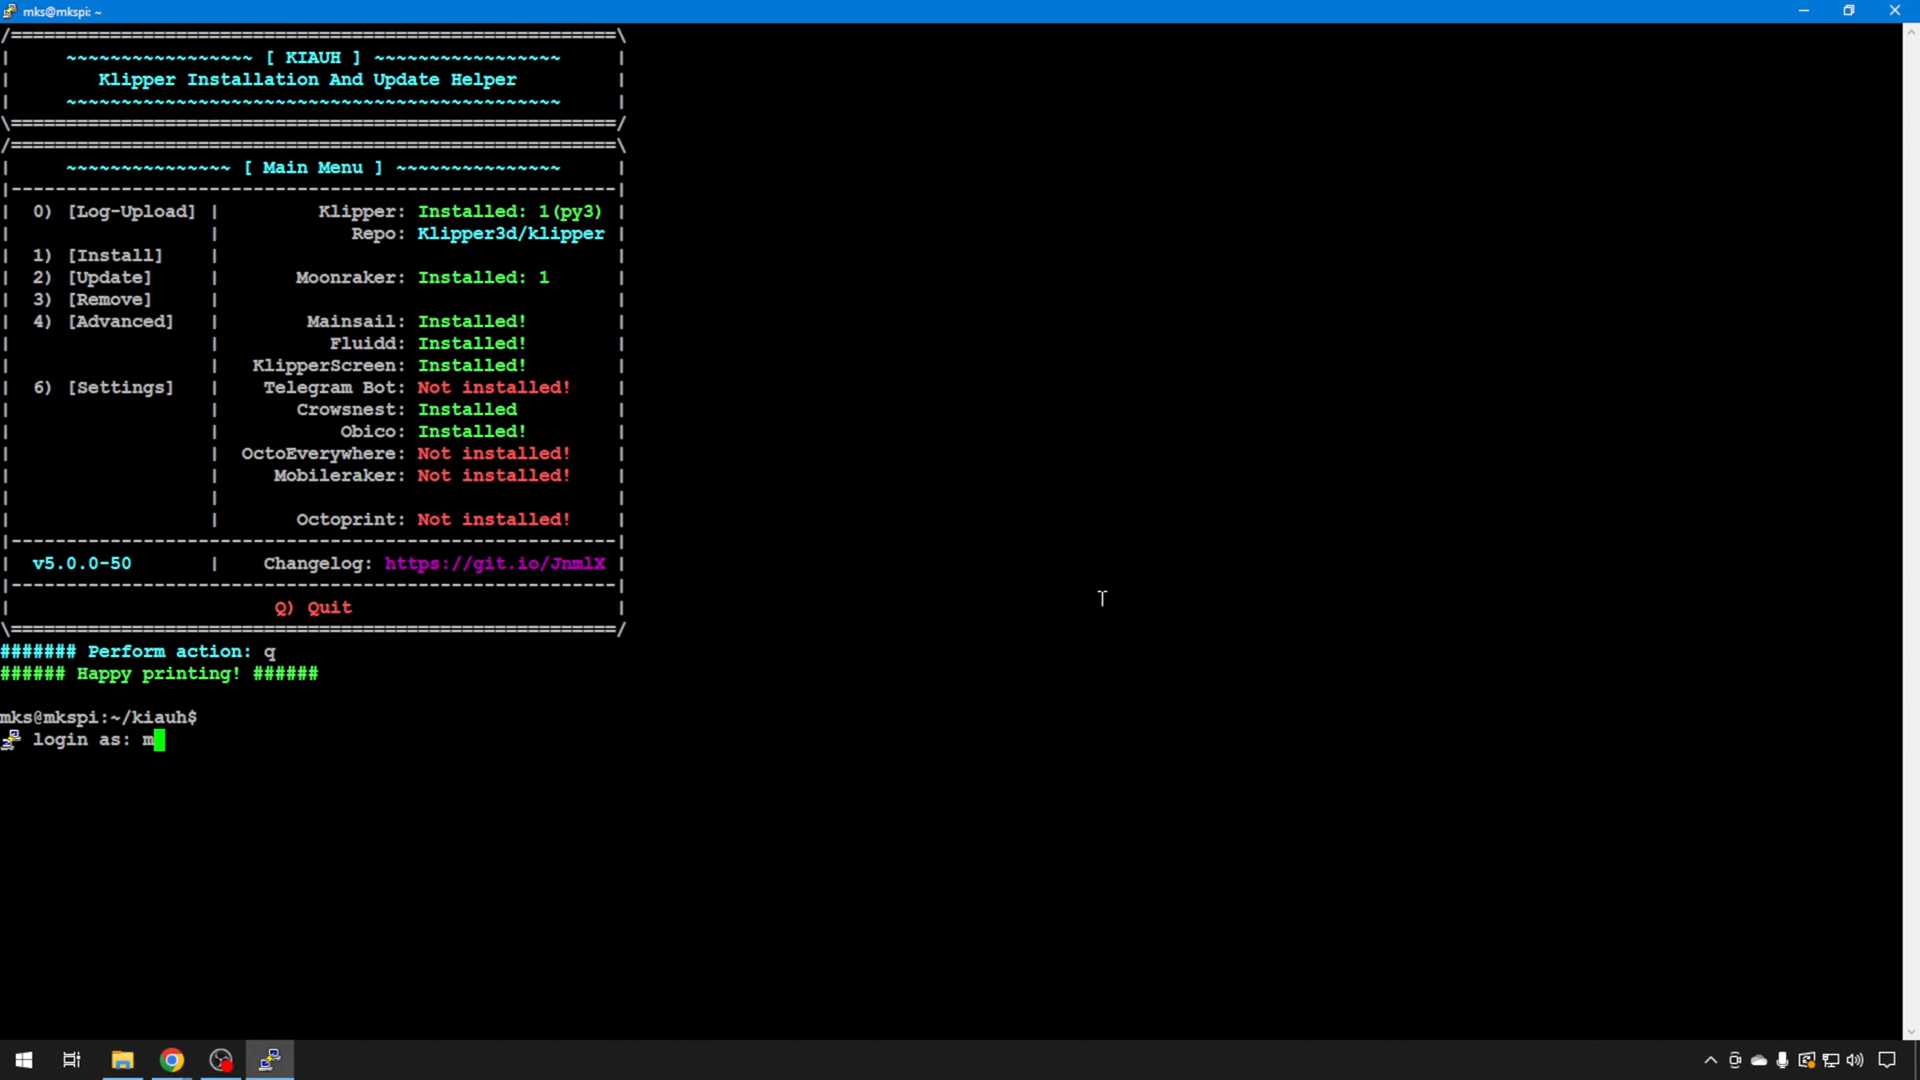 mks@mkspi: ~
/=======================================================\
|     ~~~~~~~~~~~~~~~~~ [ KIAUH ] ~~~~~~~~~~~~~~~~~     |
|        Klipper Installation And Update Helper         |
|     ~~~~~~~~~~~~~~~~~~~~~~~~~~~~~~~~~~~~~~~~~~~~~     |
\=======================================================/
/=======================================================\
|     ~~~~~~~~~~~~~~~ [ Main Menu ] ~~~~~~~~~~~~~~~     |
|-------------------------------------------------------|
|  0) [Log-Upload] |         Klipper: Installed: 1(py3) |
|                  |            Repo: Klipper3d/klipper |
|  1) [Install]    |                                    |
|  2) [Update]     |       Moonraker: Installed: 1      |
|  3) [Remove]     |                                    |
|  4) [Advanced]   |        Mainsail: Installed!        |
|                  |          Fluidd: Installed!        |
|                  |   KlipperScreen: Installed!        |
|  6) [Settings]   |    Telegram Bot: Not installed!    |
|                  |       Crowsnest: Installed         |
|                  |           Obico: Installed!        |
|                  |  OctoEverywhere: Not installed!    |
|                  |     Mobileraker: Not installed!    |
|                  |                                    |
|                  |       Octoprint: Not installed!    |
|-------------------------------------------------------|
|  v5.0.0-50       |    Changelog: https://git.io/JnmlX |
|-------------------------------------------------------|
|                        Q) Quit                        |
\=======================================================/
####### Perform action: q
###### Happy printing! ######
mks@mkspi:~/kiauh$
login as: m